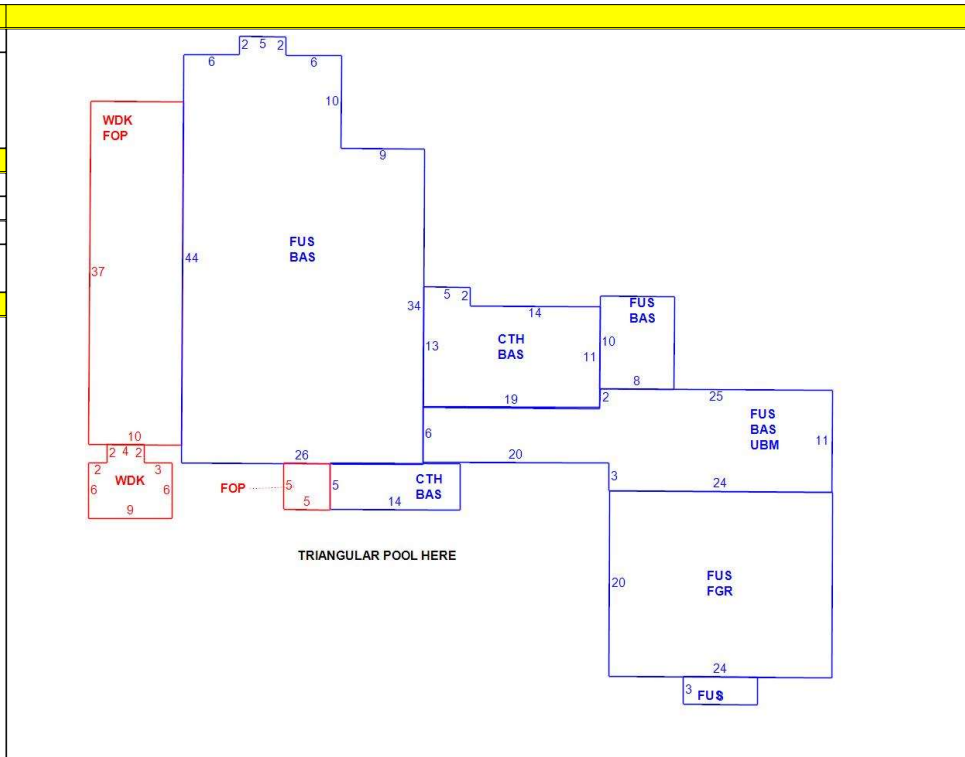 2 5 2
6 6
10
WDK
FOP
9
FUS
BAS
44
37
34
5 2
14
FUS
BAS
13
CTH
BAS
11
10
8
19
2
25
10
6
FUS
BAS
UBM
11
2 4 2
26
20
2 3
WDK
6 6
9
FOP
5
5
5
14
CTH
BAS
3
24
TRIANGULAR POOL HERE
20
FUS
FGR
24
3
FUS